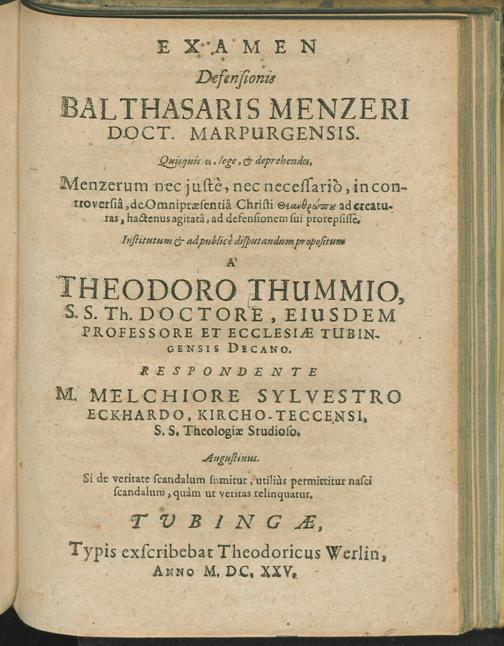 EXAMEN
Defensionis
BALTHASARIS MENZERI
DOCT. MARPURGENSIS.
Quisquis es, lege, & deprehendes,
Menzerum nec justè, nec necessariò, in con-
troversiâ, de Omnipræsentiâ Christi Θεανθρώπου ad creatu-
ras, hactenus agitatâ, ad defensionem sui prorepsisse.
Institutum & ad publicè disputandum propositum
A
THEODORO THUMMIO,
S. S. Th. DOCTORE, EIUSDEM
PROFESSORE ET ECCLESIÆ TUBIN-
GENSIS DECANO.
RESPONDENTE
M. MELCHIORE SYLVESTRO
ECKHARDO, KIRCHO-TECCENSI,
S. S. Theologiæ Studioso.
Augustinus.
Si de veritate scandalum sumitur, utiliùs permittitur nasci
scandalum, quàm ut veritas relinquatur.
TVBINGÆ,
Typis exscribebat Theodoricus Werlin,
ANNO M. DC. XXV.